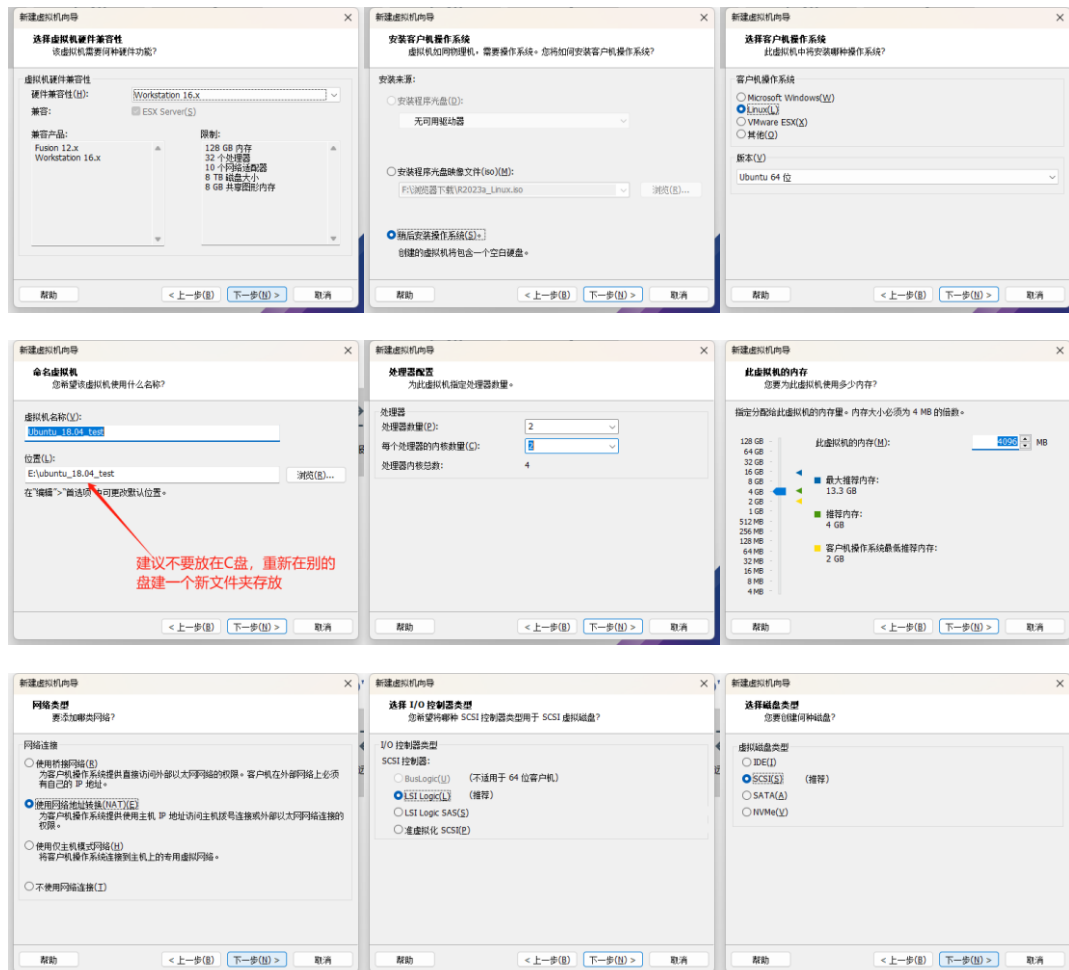 新建虚拟机向导
选择虚拟机硬件兼容性
该虚拟机需要何种硬件功能?
虚拟机硬件兼容性
硬件兼容性(H):
Workstation 16.x
兼容:
ESX Server(S)
兼容产品:
限制:
Fusion 12.x
Workstation 16.x
128 GB 内存
32 个处理器
10 个网络适配器
8 TB 磁盘大小
8 GB 共享图形内存
帮助
< 上一步(B)
下一步(N) >
取消
新建虚拟机向导
安装客户机操作系统
虚拟机如同物理机，需要操作系统。您将如何安装客户机操作系统?
安装来源:
安装程序光盘(D):
无可用驱动器
安装程序光盘映像文件(iso)(M):
F:\浏览器下载\R2023a_Linux.iso
浏览(R)...
稍后安装操作系统(S)。
创建的虚拟机将包含一个空白硬盘。
帮助
< 上一步(B)
下一步(N) >
取消
新建虚拟机向导
选择客户机操作系统
此虚拟机中将安装哪种操作系统?
客户机操作系统
Microsoft Windows(W)
Linux(L)
VMware ESX(X)
其他(O)
版本(V)
Ubuntu 64 位
帮助
< 上一步(B)
下一步(N) >
取消
新建虚拟机向导
命名虚拟机
您希望该虚拟机使用什么名称?
虚拟机名称(V):
Ubuntu_18.04_test
位置(L):
E:\ubuntu_18.04_test
浏览(R)...
在"编辑">"首选项"中可更改默认位置。
建议不要放在C盘，重新在别的
盘建一个新文件夹存放
< 上一步(B)
下一步(N) >
取消
新建虚拟机向导
处理器配置
为此虚拟机指定处理器数量。
处理器
处理器数量(P):
2
每个处理器的内核数量(C):
2
处理器内核总数:
4
帮助
< 上一步(B)
下一步(N) >
取消
新建虚拟机向导
此虚拟机的内存
您要为此虚拟机使用多少内存?
指定分配给此虚拟机的内存量。内存大小必须为 4 MB 的倍数。
128 GB
64 GB
32 GB
16 GB
8 GB
4 GB
2 GB
1 GB
512 MB
256 MB
128 MB
64 MB
32 MB
16 MB
8 MB
4 MB
此虚拟机的内存(M):
4096
MB
最大推荐内存:
13.3 GB
推荐内存:
4 GB
客户机操作系统最低推荐内存:
2 GB
帮助
< 上一步(B)
下一步(N) >
取消
新建虚拟机向导
网络类型
要添加哪类网络?
网络连接
使用桥接网络(R)
为客户机操作系统提供直接访问外部以太网网络的权限。客户机在外部网络上必须
有自己的 IP 地址。
使用网络地址转换(NAT)(E)
为客户机操作系统提供使用主机 IP 地址访问主机拨号连接或外部以太网网络连接的
权限。
使用仅主机模式网络(H)
将客户机操作系统连接到主机上的专用虚拟网络。
不使用网络连接(T)
帮助
< 上一步(B)
下一步(N) >
取消
新建虚拟机向导
选择 I/O 控制器类型
您希望将哪种 SCSI 控制器类型用于 SCSI 虚拟磁盘?
I/O 控制器类型
SCSI 控制器:
BusLogic(U) (不适用于 64 位客户机)
LSI Logic(L) (推荐)
LSI Logic SAS(S)
准虚拟化 SCSI(P)
帮助
< 上一步(B)
下一步(N) >
取消
新建虚拟机向导
选择磁盘类型
您要创建何种磁盘?
虚拟磁盘类型
IDE(I)
SCSI(S) (推荐)
SATA(A)
NVMe(V)
帮助
< 上一步(B)
下一步(N) >
取消